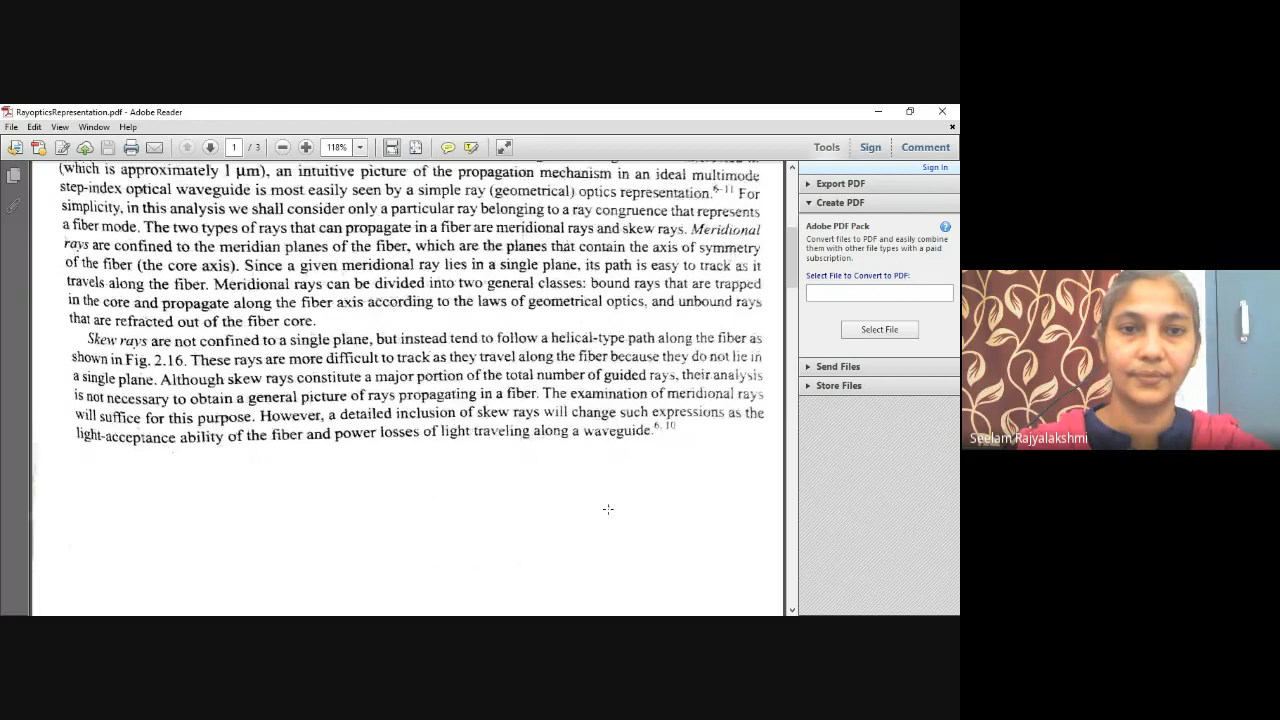 RayopticsRepresentation.pdf - Adobe Reader
File Edit View Window Help
1 / 3 118% Tools Sign Comment
(which is approximately 1 μm), an intuitive picture of the propagation mechanism in an ideal multimode
step-index optical waveguide is most easily seen by a simple ray (geometrical) optics representation.6-11 For
simplicity, in this analysis we shall consider only a particular ray belonging to a ray congruence that represents
a fiber mode. The two types of rays that can propagate in a fiber are meridional rays and skew rays. Meridional
rays are confined to the meridian planes of the fiber, which are the planes that contain the axis of symmetry
of the fiber (the core axis). Since a given meridional ray lies in a single plane, its path is easy to track as it
travels along the fiber. Meridional rays can be divided into two general classes: bound rays that are trapped
in the core and propagate along the fiber axis according to the laws of geometrical optics, and unbound rays
that are refracted out of the fiber core.
Skew rays are not confined to a single plane, but instead tend to follow a helical-type path along the fiber as
shown in Fig. 2.16. These rays are more difficult to track as they travel along the fiber because they do not lie in
a single plane. Although skew rays constitute a major portion of the total number of guided rays, their analysis
is not necessary to obtain a general picture of rays propagating in a fiber. The examination of meridional rays
will suffice for this purpose. However, a detailed inclusion of skew rays will change such expressions as the
light-acceptance ability of the fiber and power losses of light traveling along a waveguide.6, 10
Sign In
Export PDF
Create PDF
Adobe PDF Pack
Convert files to PDF and easily combine
them with other file types with a paid
subscription.
Select File to Convert to PDF:
Select File
Send Files
Store Files
Seelam Rajyalakshmi